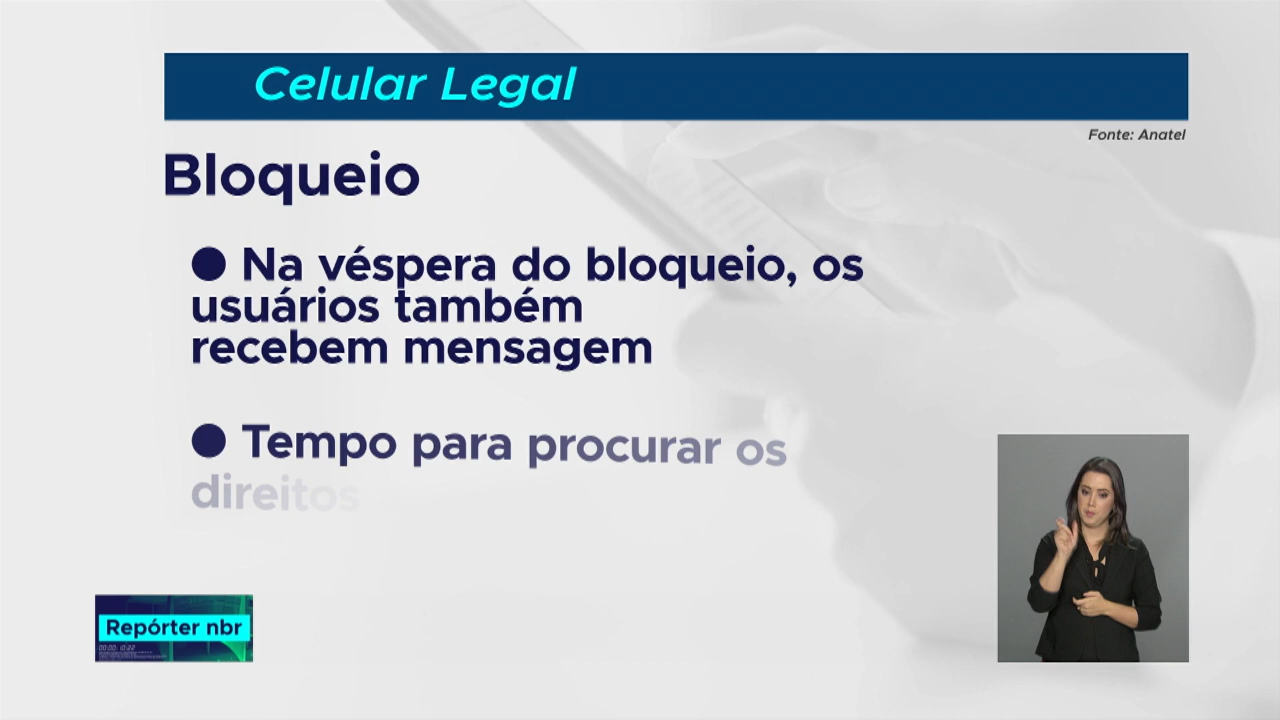 Celular Legal
Fonte: Anatel
Bloqueio
● Na véspera do bloqueio, os
usuários também
recebem mensagem
● Tempo para procurar os
direitos
Repórter nbr